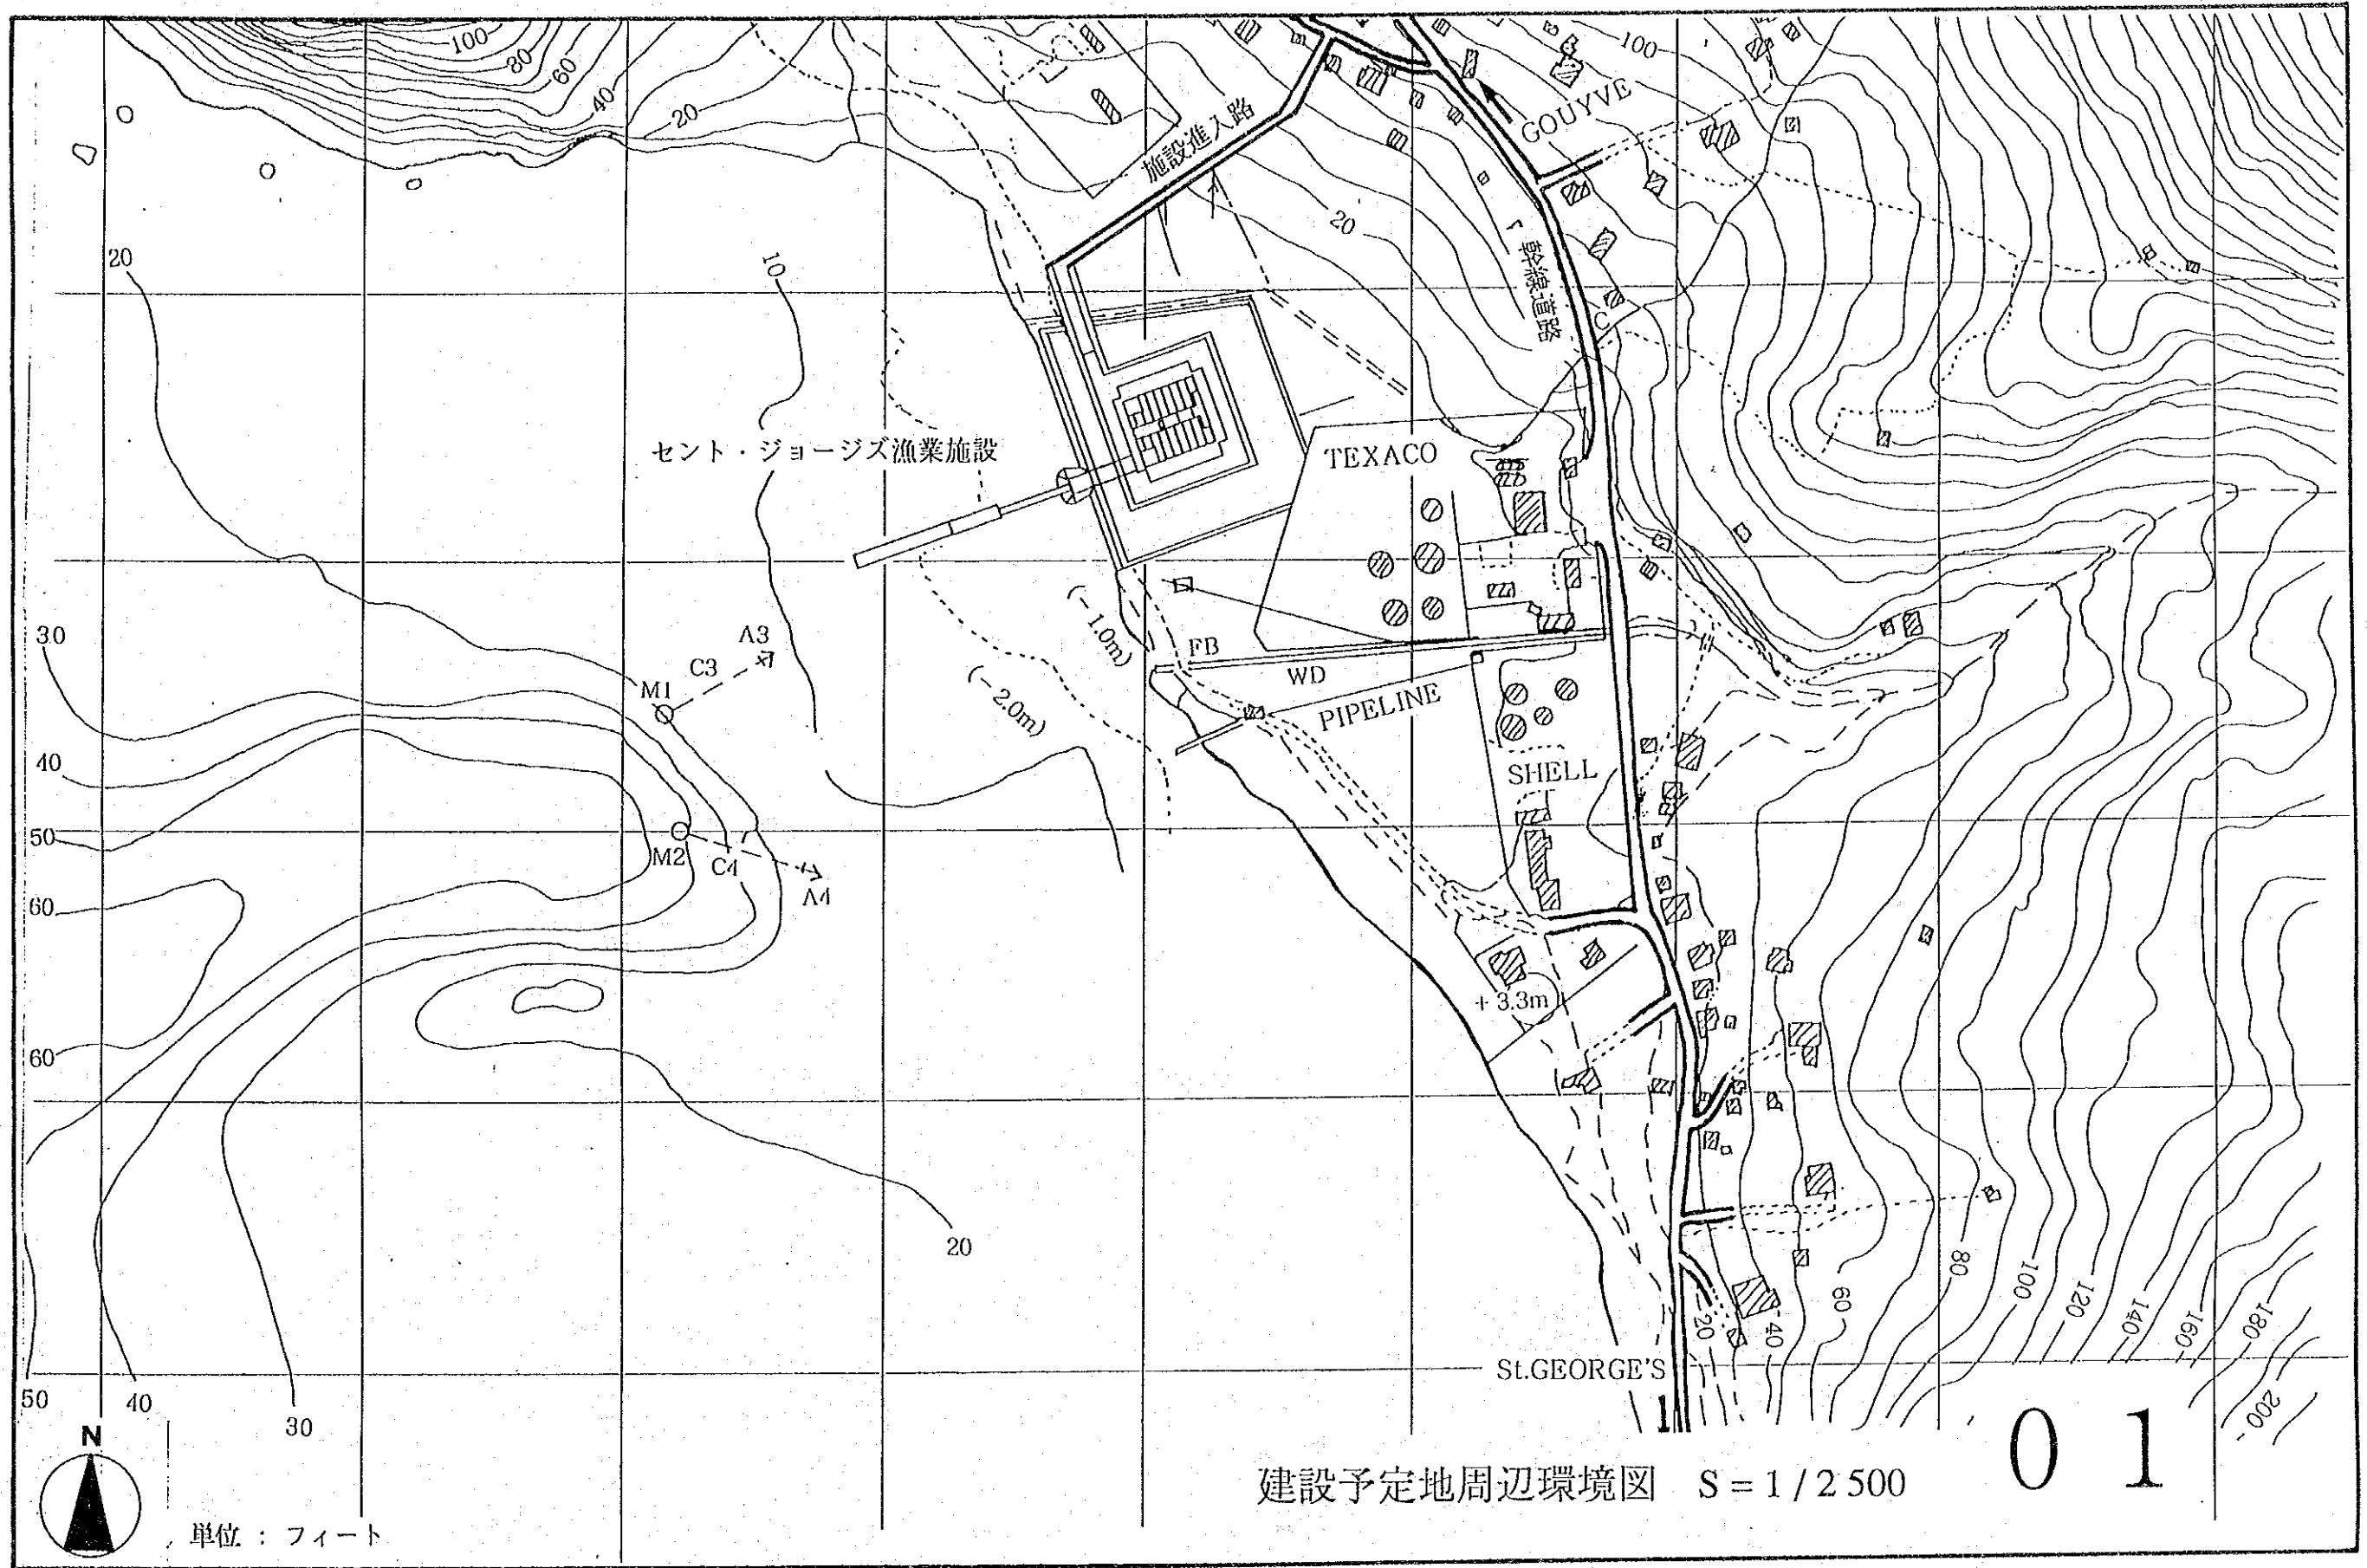 100
80
60
40
20
100
GOUYVE
施設進入路
20
幹線道路
C
20
10
セント・ジョージズ漁業施設
TEXACO
30
A3
C3
M1
(-1.0m)
(-2.0m)
FB
WD
PIPELINE
SHELL
40
50
M2
C4
A4
60
+3.3m
60
20
80
100
120
140
160
180
200
60
40
20
St.GEORGE'S
50
40
30
N
単位：フィート
建設予定地周辺環境図 S = 1 / 2 500
0 1